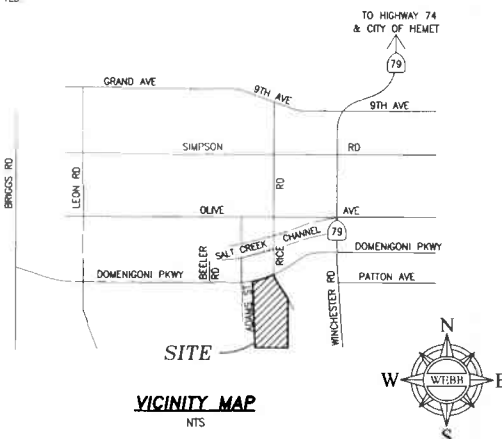 TO HIGHWAY 74
& CITY OF HEMET
79
GRAND AVE
9TH AVE
9TH AVE
BRIGGS RD
LEON RD
SIMPSON
RD
RD
OLIVE
AVE
SALT CREEK CHANNEL
79
BEELER
RD
RICE
DOMENIGONI
PKWY
DOMENIGONI PKWY
PATTON AVE
ADAMS ST
WINCHESTER RD
SITE
VICINITY MAP
NTS
N
W
WEBB
E
S